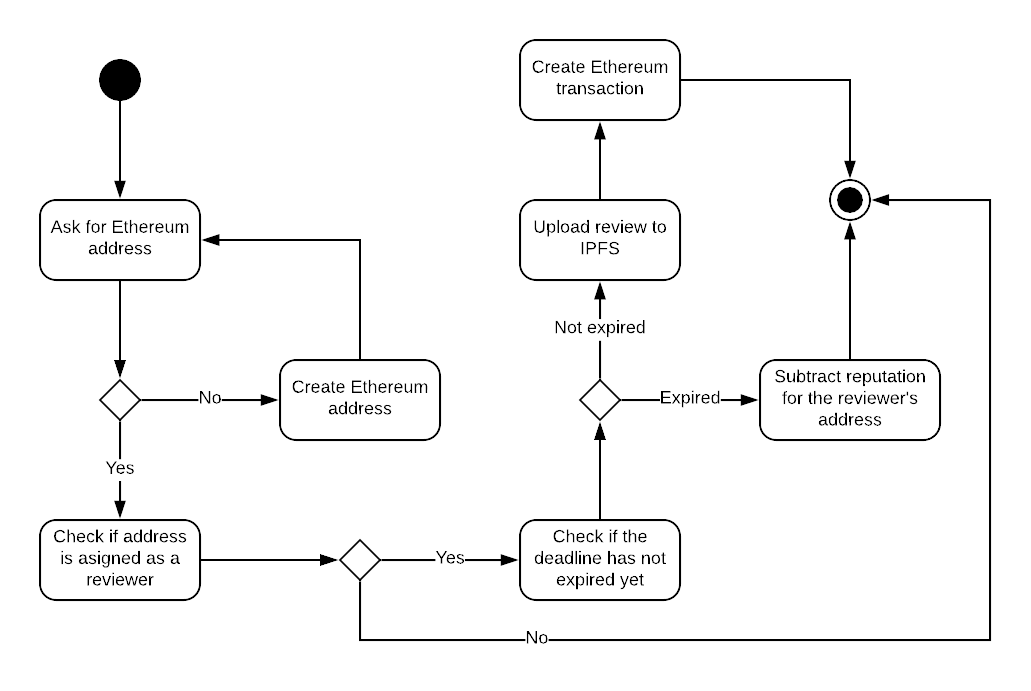 Create Ethereum
transaction
Ask for Ethereum
address
Upload review to
IPFS
Not expired
No
Create Ethereum
address
Expired
Subtract reputation
for the reviewer's
address
Yes
Check if address
is asigned as a
reviewer
Yes
Check if the
deadline has not
expired yet
No